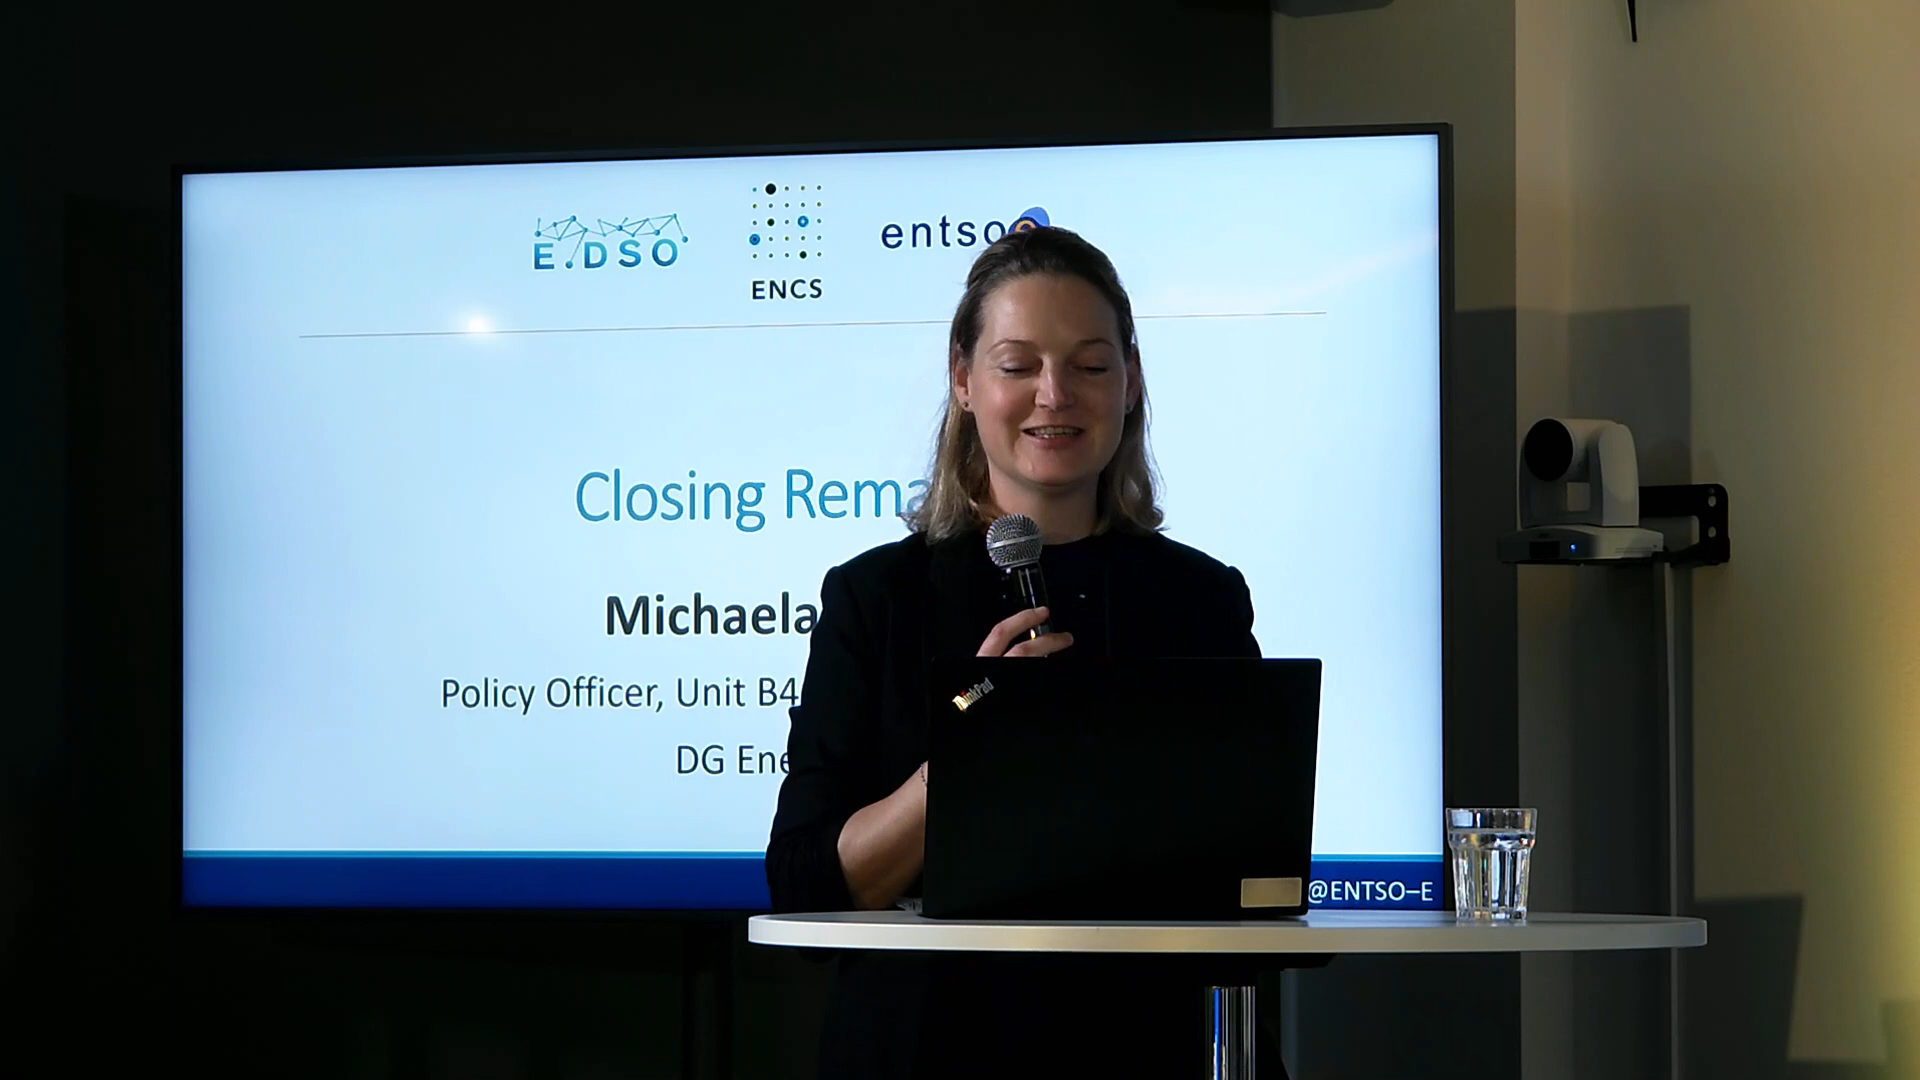 E.DSO
ENCS
entso
Closing Rema
Michaela
Policy Officer, Unit B4
DG Ene
ThinkPad
@ENTSO–E